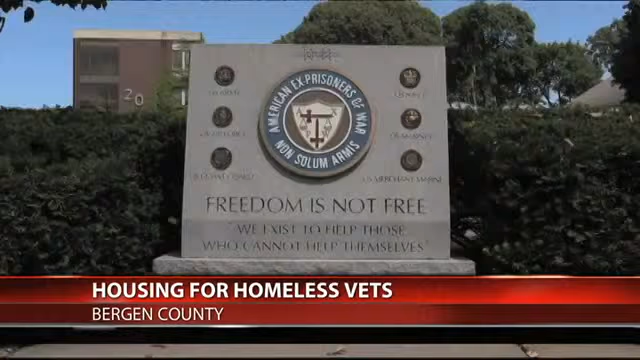 20
AMERICAN EX-PRISONERS OF WAR
NON SOLUM ARMIS
US MERCHANT MARINE
FREEDOM IS NOT FREE
"WE EXIST TO HELP THOSE
WHO CANNOT HELP THEMSELVES"
HOUSING FOR HOMELESS VETS
BERGEN COUNTY